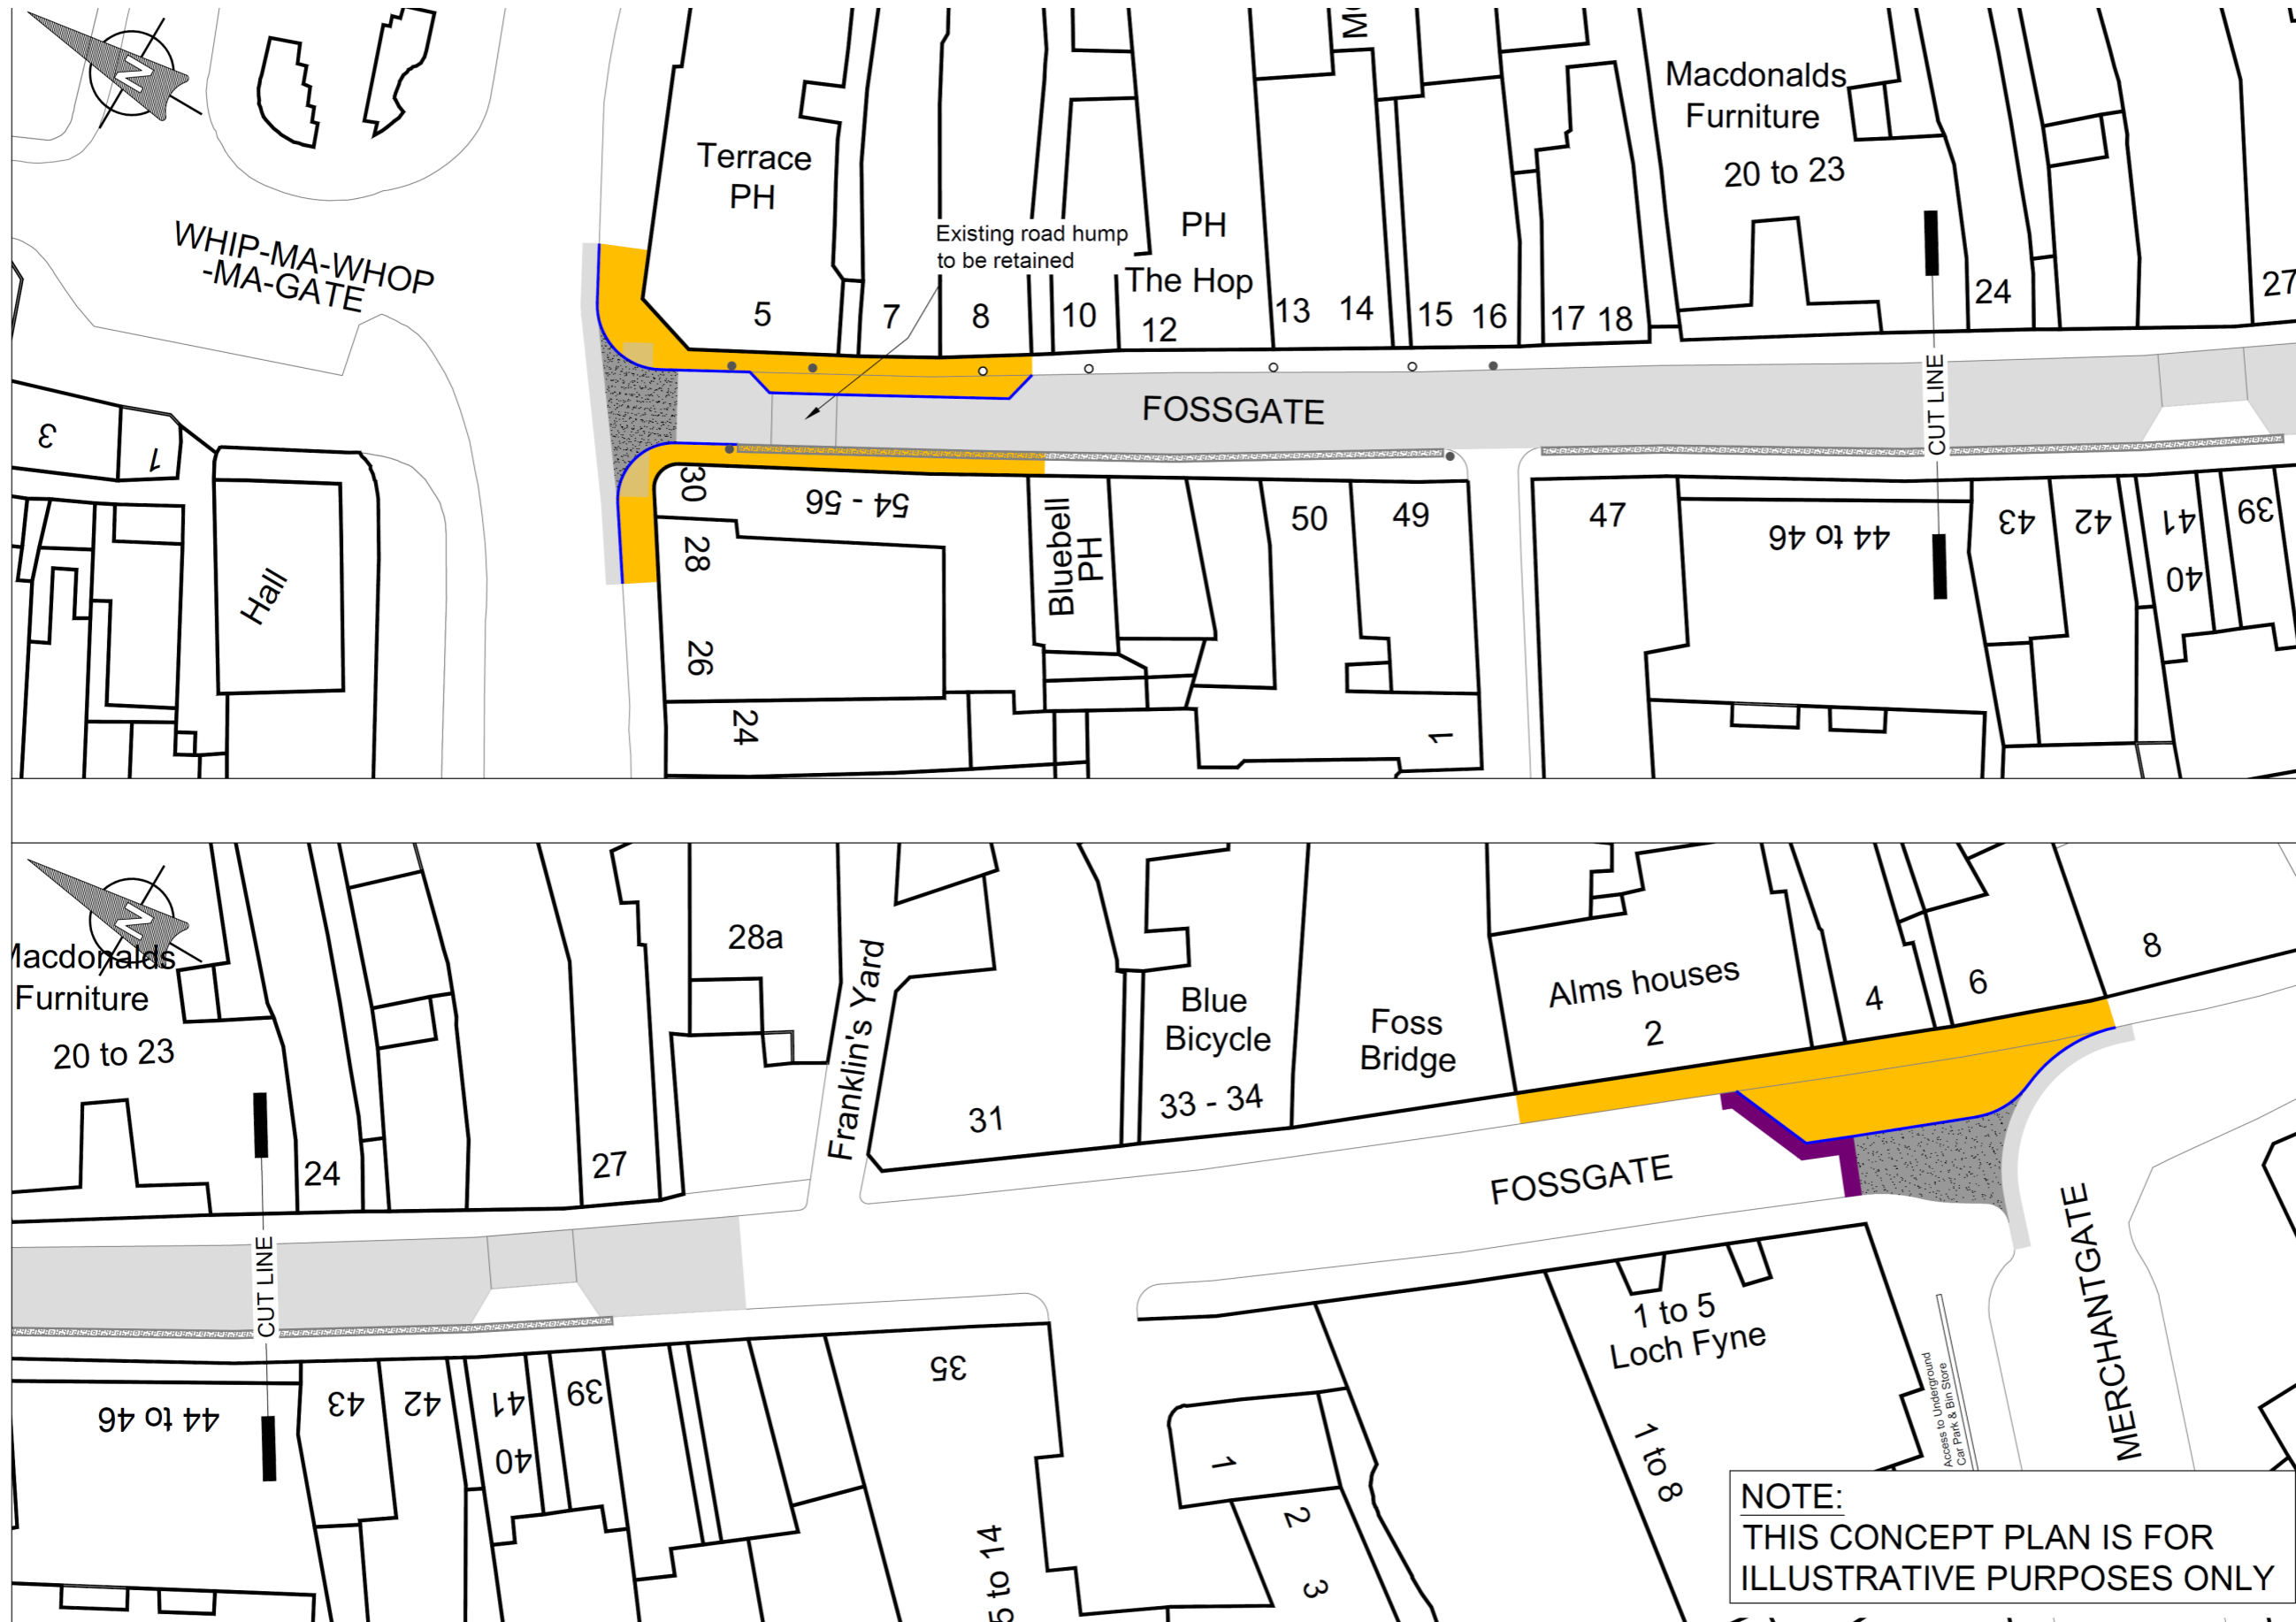 Terrace
PH
Macdonalds
Furniture
20 to 23
WHIP-MA-WHOP
-MA-GATE
Existing road hump
to be retained
PH
The Hop
5
7
8
10
12
13
14
15
16
17
18
24
27
FOSSGATE
CUT LINE
3
1
Hall
30
28
26
24
54 - 56
Bluebell
PH
50
49
1
47
44 to 46
43
42
41
40
39
N
N
Macdonalds
Furniture
20 to 23
24
27
28a
Franklin's Yard
31
Blue
Bicycle
33 - 34
Foss
Bridge
Alms houses
2
4
6
8
FOSSGATE
MERCHANTGATE
CUT LINE
44 to 46
43
42
41
40
39
35
1
2
3
1 to 5
Loch Fyne
1 to 8
Access to Underground
Car Park & Bin Store
NOTE:
THIS CONCEPT PLAN IS FOR
ILLUSTRATIVE PURPOSES ONLY